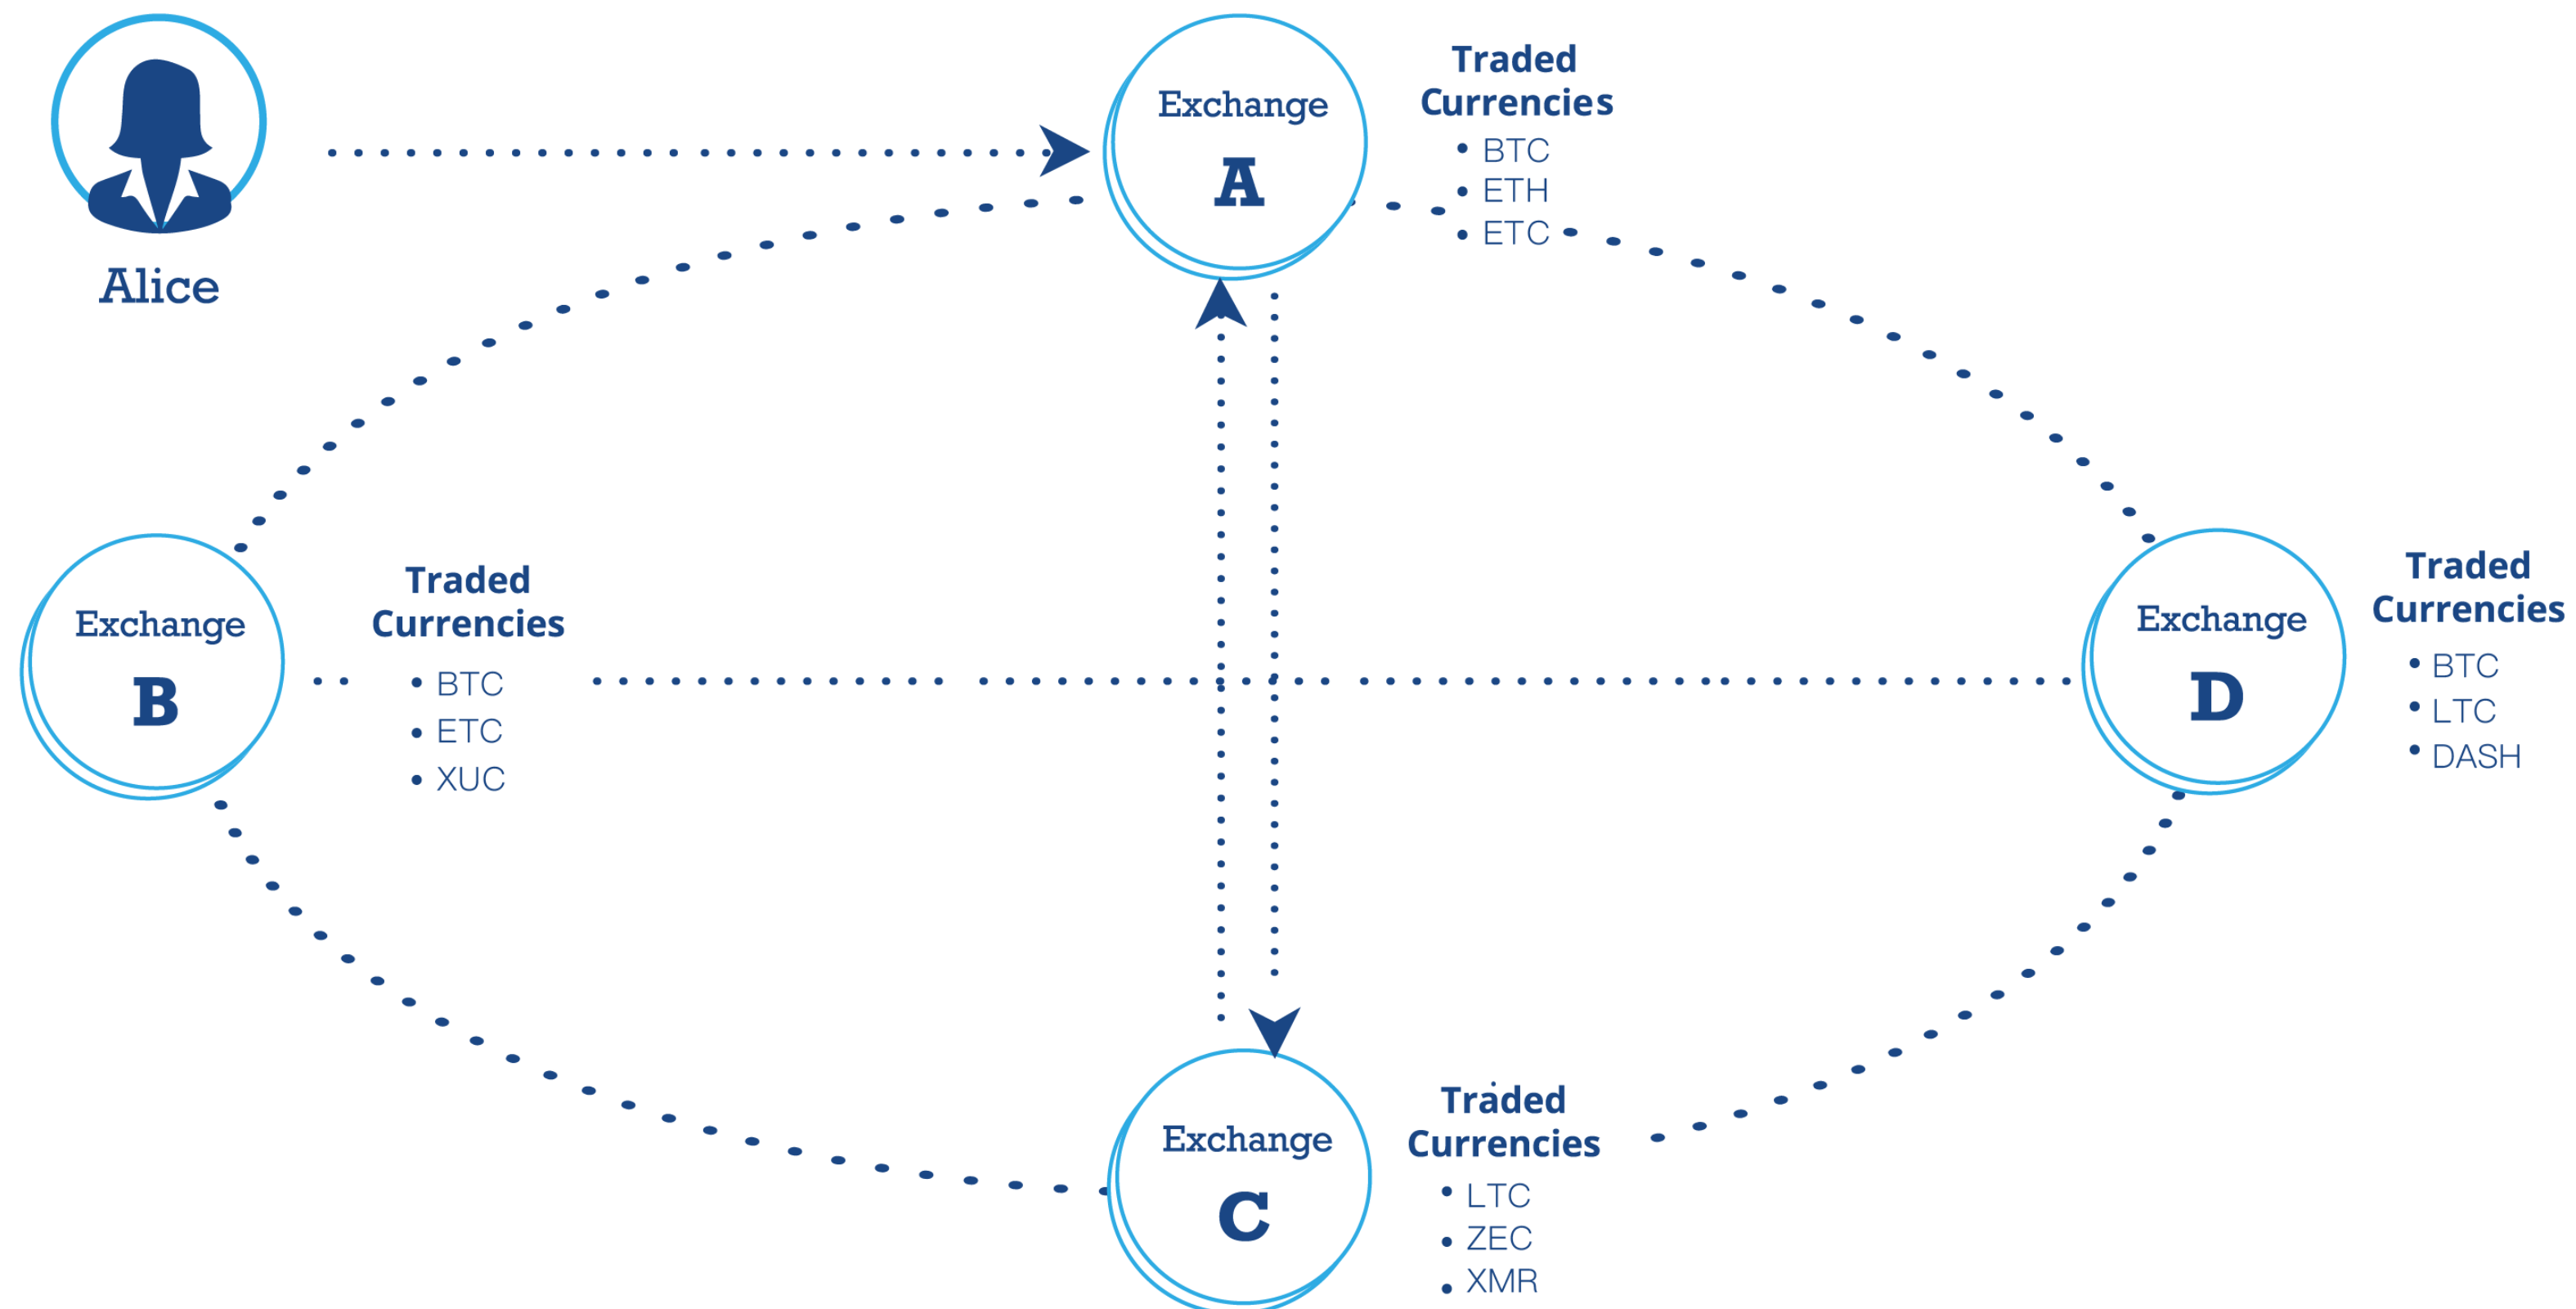 Alice
Exchange
A
Traded
Currencies
• BTC
• ETH
• ETC
Exchange
B
Traded
Currencies
• BTC
• ETC
• XUC
Exchange
D
Traded
Currencies
• BTC
• LTC
• DASH
Exchange
C
Traded
Currencies
• LTC
• ZEC
• XMR